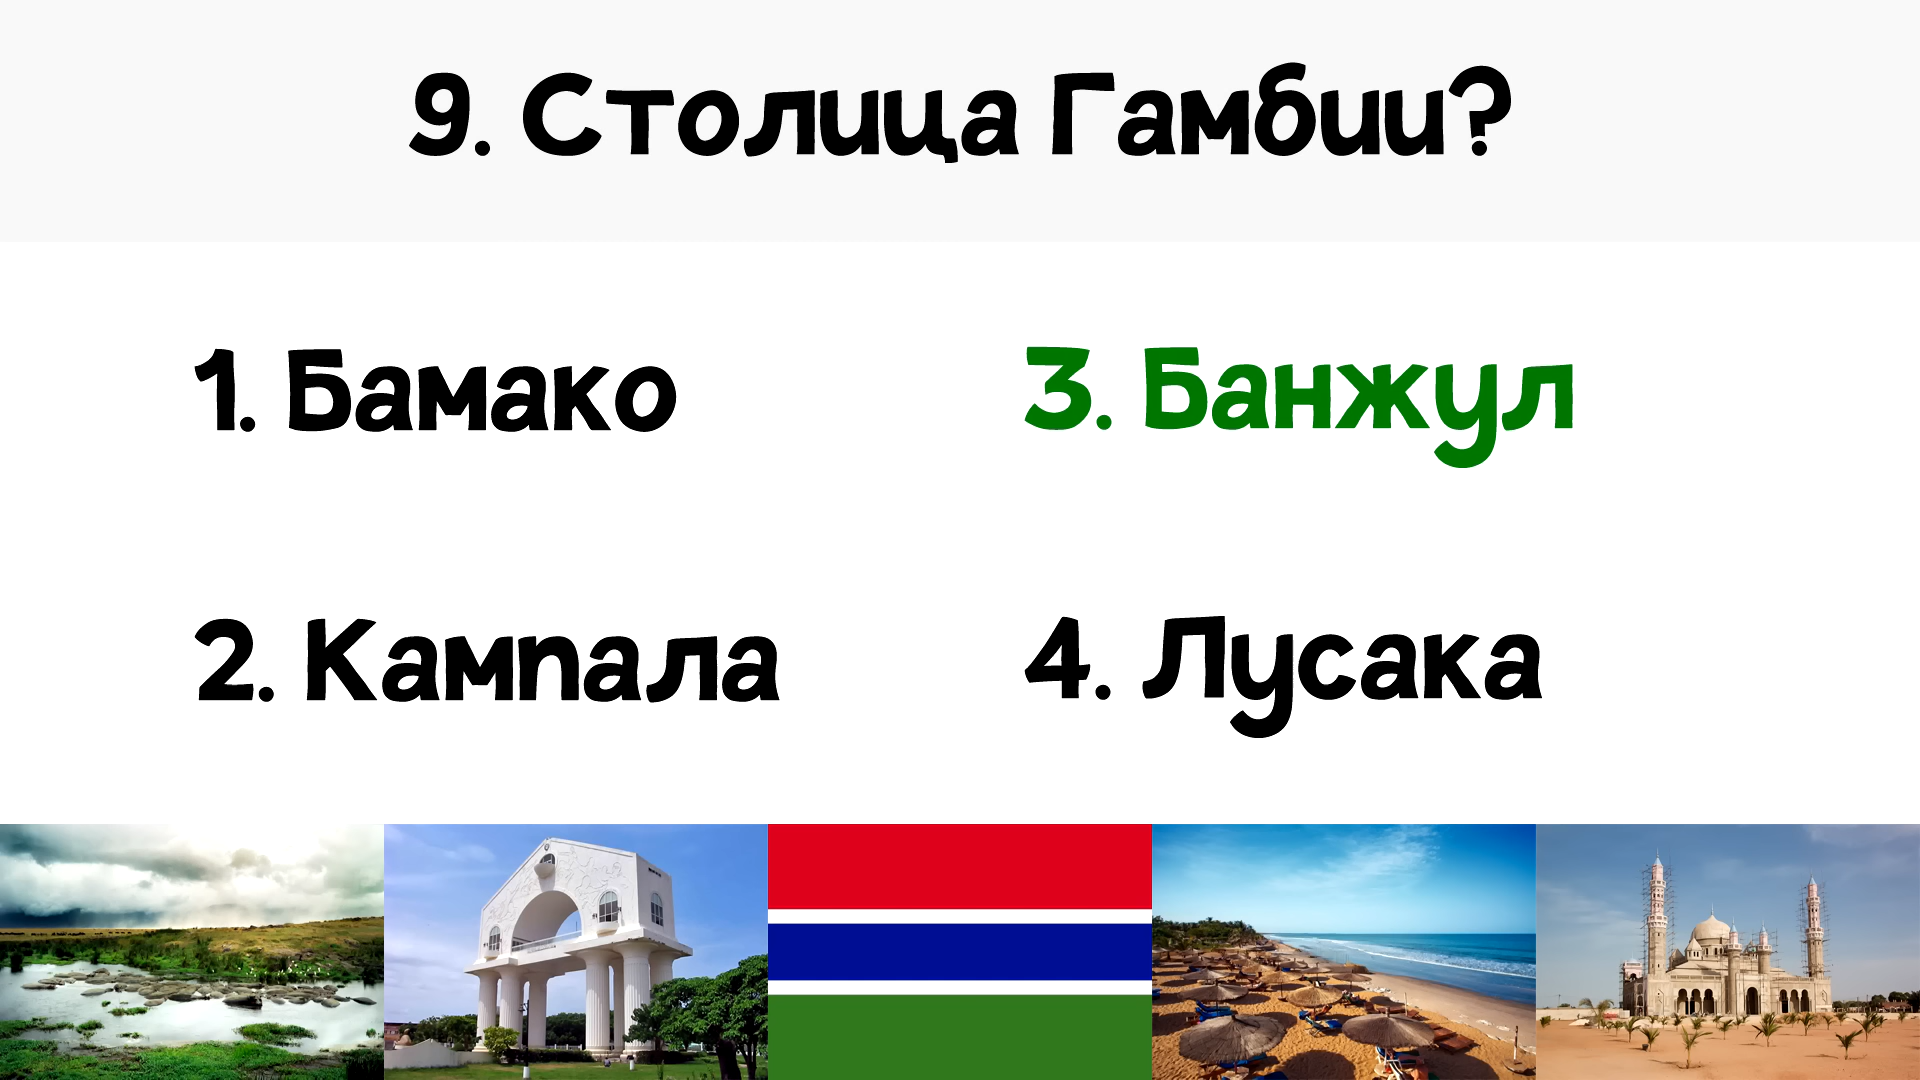 9. Столица Гамбии?
1. Бамако
3. Банжул
2. Кампала
4. Лусака